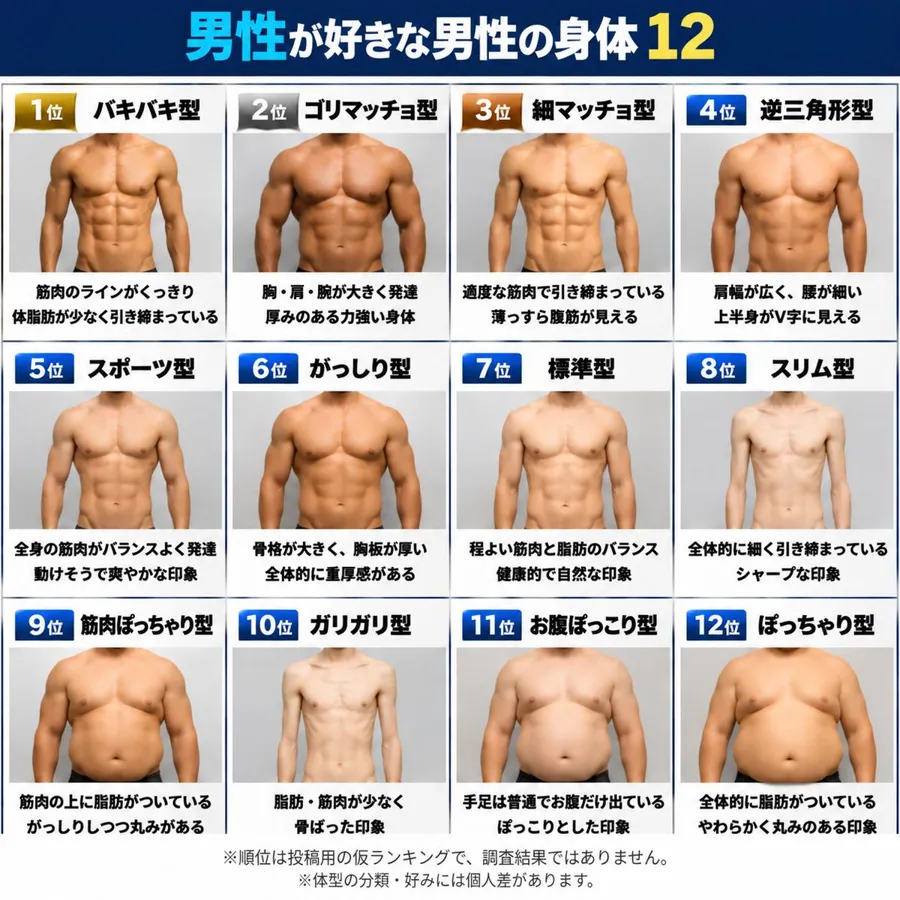 男性が好きな男性の身体 12
1位 バキバキ型
筋肉のラインがくっきり
体脂肪が少なく引き締まっている
2位 ゴリマッチョ型
胸・肩・腕が大きく発達
厚みのある力強い身体
3位 細マッチョ型
適度な筋肉で引き締まっている
薄っすら腹筋が見える
4位 逆三角形型
肩幅が広く、腰が細い
上半身がV字に見える
5位 スポーツ型
全身の筋肉がバランスよく発達
動けそうで爽やかな印象
6位 がっしり型
骨格が大きく、胸板が厚い
全体的に重厚感がある
7位 標準型
程よい筋肉と脂肪のバランス
健康的で自然な印象
8位 スリム型
全体的に細く引き締まっている
シャープな印象
9位 筋肉ぽっちゃり型
筋肉の上に脂肪がついている
がっしりしつつ丸みがある
10位 ガリガリ型
脂肪・筋肉が少なく
骨ばった印象
11位 お腹ぽっこり型
手足は普通でお腹だけ出ている
ぽっこりとした印象
12位 ぽっちゃり型
全体的に脂肪がついている
やわらかく丸みのある印象
※順位は投稿用の仮ランキングで、調査結果ではありません。
※体型の分類・好みには個人差があります。